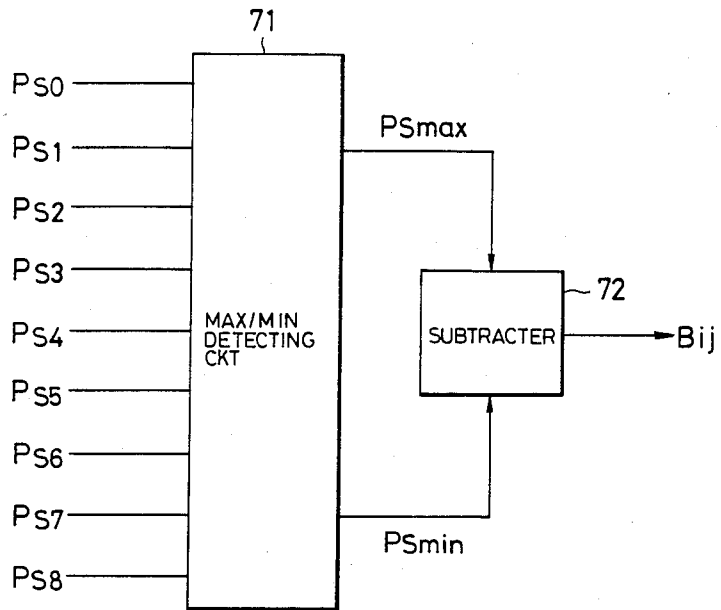 71
PS0
PS1
PS2
PS3
PS4
PS5
PS6
PS7
PS8
MAX/MIN
DETECTING
CKT
PSmax
72
SUBTRACTER
Bij
PSmin